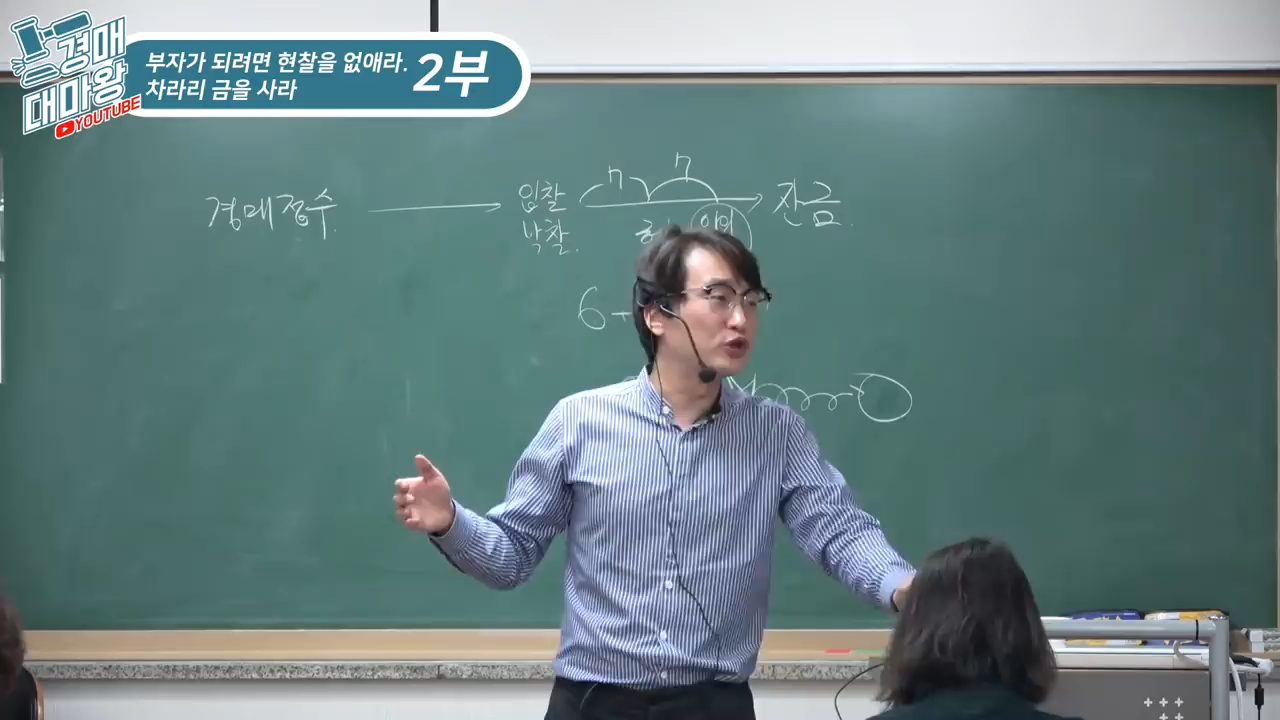 경매
대마왕
YOUTUBE
부자가 되려면 현찰을 없애라.
차라리 금을 사라
2부
경매접수.
입찰
낙찰.
7 7
잔금.
6+